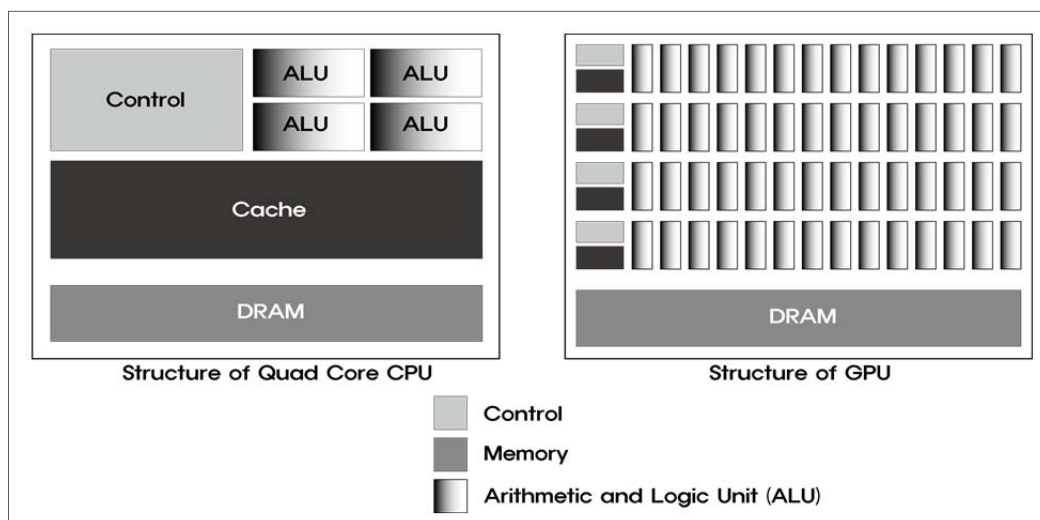 Control
ALU
ALU
ALU
ALU
Cache
DRAM
Structure of Quad Core CPU
DRAM
Structure of GPU
Control
Memory
Arithmetic and Logic Unit (ALU)